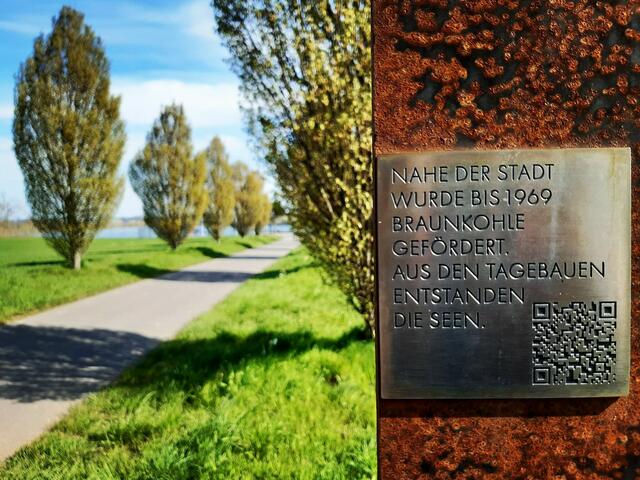 NAHE DER STADT
WURDE BIS 1969
BRAUNKOHLE
GEFÖRDERT.
AUS DEN TAGEBAUEN
ENTSTANDEN
DIE SEEN.